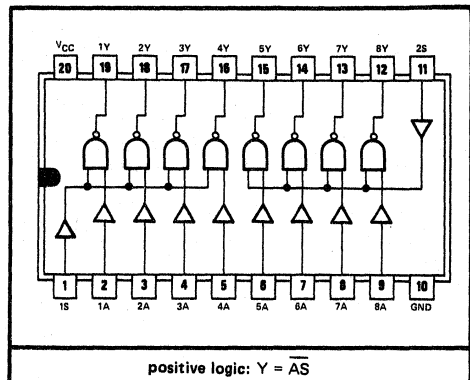 VCC 1Y 2Y 3Y 4Y 5Y 6Y 7Y 8Y 2S
20 19 18 17 16 15 14 13 12 11
1 2 3 4 5 6 7 8 9 10
1S 1A 2A 3A 4A 5A 6A 7A 8A GND
positive logic: Y = A̅S̅